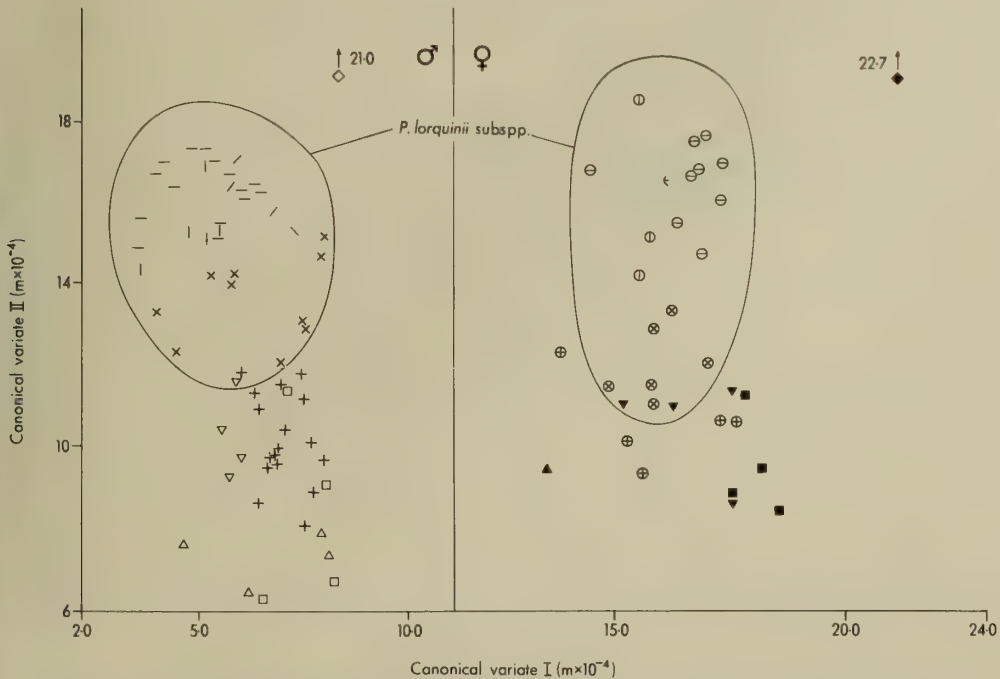 21·0 ♂ ♀ 22·7
18
P. lorquinii subspp.
14
10
6
2·0 5·0 10·0 15·0 20·0 24·0
Canonical variate II (m×10⁻⁴)
Canonical variate I (m×10⁻⁴)